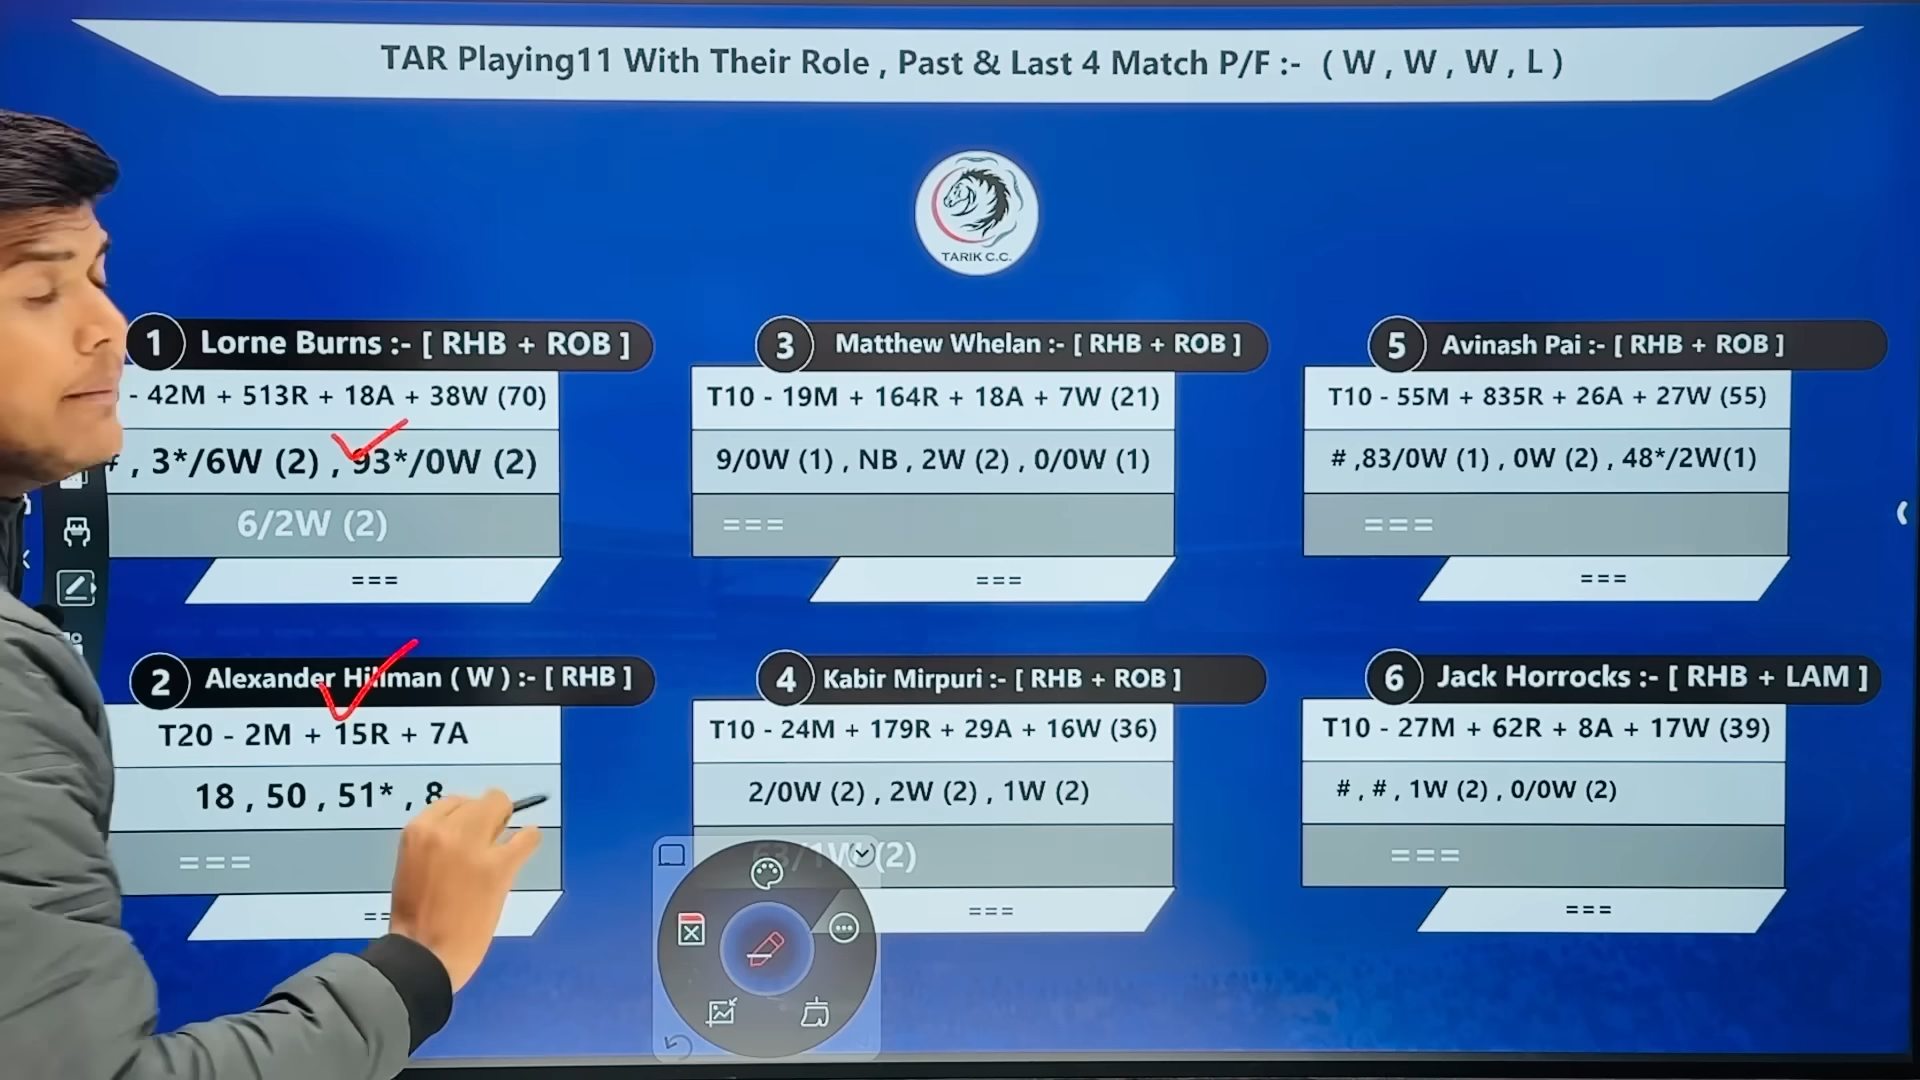 TAR Playing11 With Their Role , Past & Last 4 Match P/F :- ( W , W , W , L )
TARIK C.C.
1 Lorne Burns :- [ RHB + ROB ]
- 42M + 513R + 18A + 38W (70)
# , 3*/6W (2) , 93*/0W (2)
6/2W (2)
===
2 Alexander Hillman ( W ) :- [ RHB ]
T20 - 2M + 15R + 7A
18 , 50 , 51* , 8
===
==
3 Matthew Whelan :- [ RHB + ROB ]
T10 - 19M + 164R + 18A + 7W (21)
9/0W (1) , NB , 2W (2) , 0/0W (1)
===
===
4 Kabir Mirpuri :- [ RHB + ROB ]
T10 - 24M + 179R + 29A + 16W (36)
2/0W (2) , 2W (2) , 1W (2)
63/1W (2)
===
5 Avinash Pai :- [ RHB + ROB ]
T10 - 55M + 835R + 26A + 27W (55)
# ,83/0W (1) , 0W (2) , 48*/2W(1)
===
===
6 Jack Horrocks :- [ RHB + LAM ]
T10 - 27M + 62R + 8A + 17W (39)
# , # , 1W (2) , 0/0W (2)
===
===